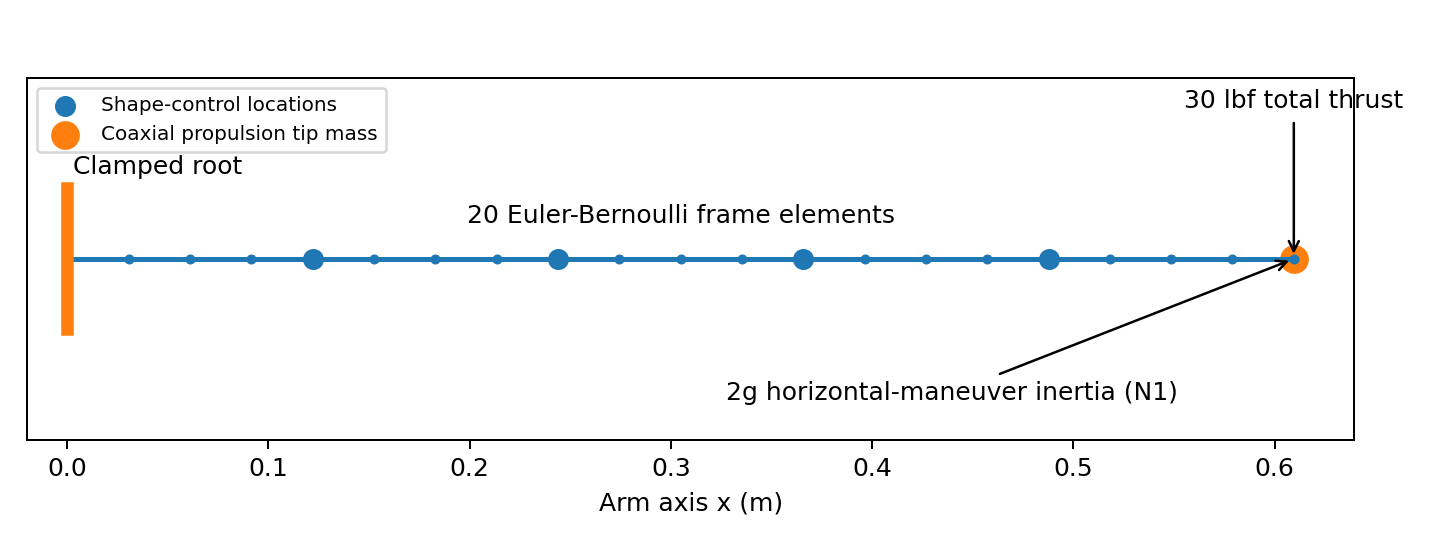 30 lbf total thrust
Shape-control locations
Coaxial propulsion tip mass
Clamped root
20 Euler-Bernoulli frame elements
2g horizontal-maneuver inertia (N1)
0.0 0.1 0.2 0.3 0.4 0.5 0.6
Arm axis x (m)